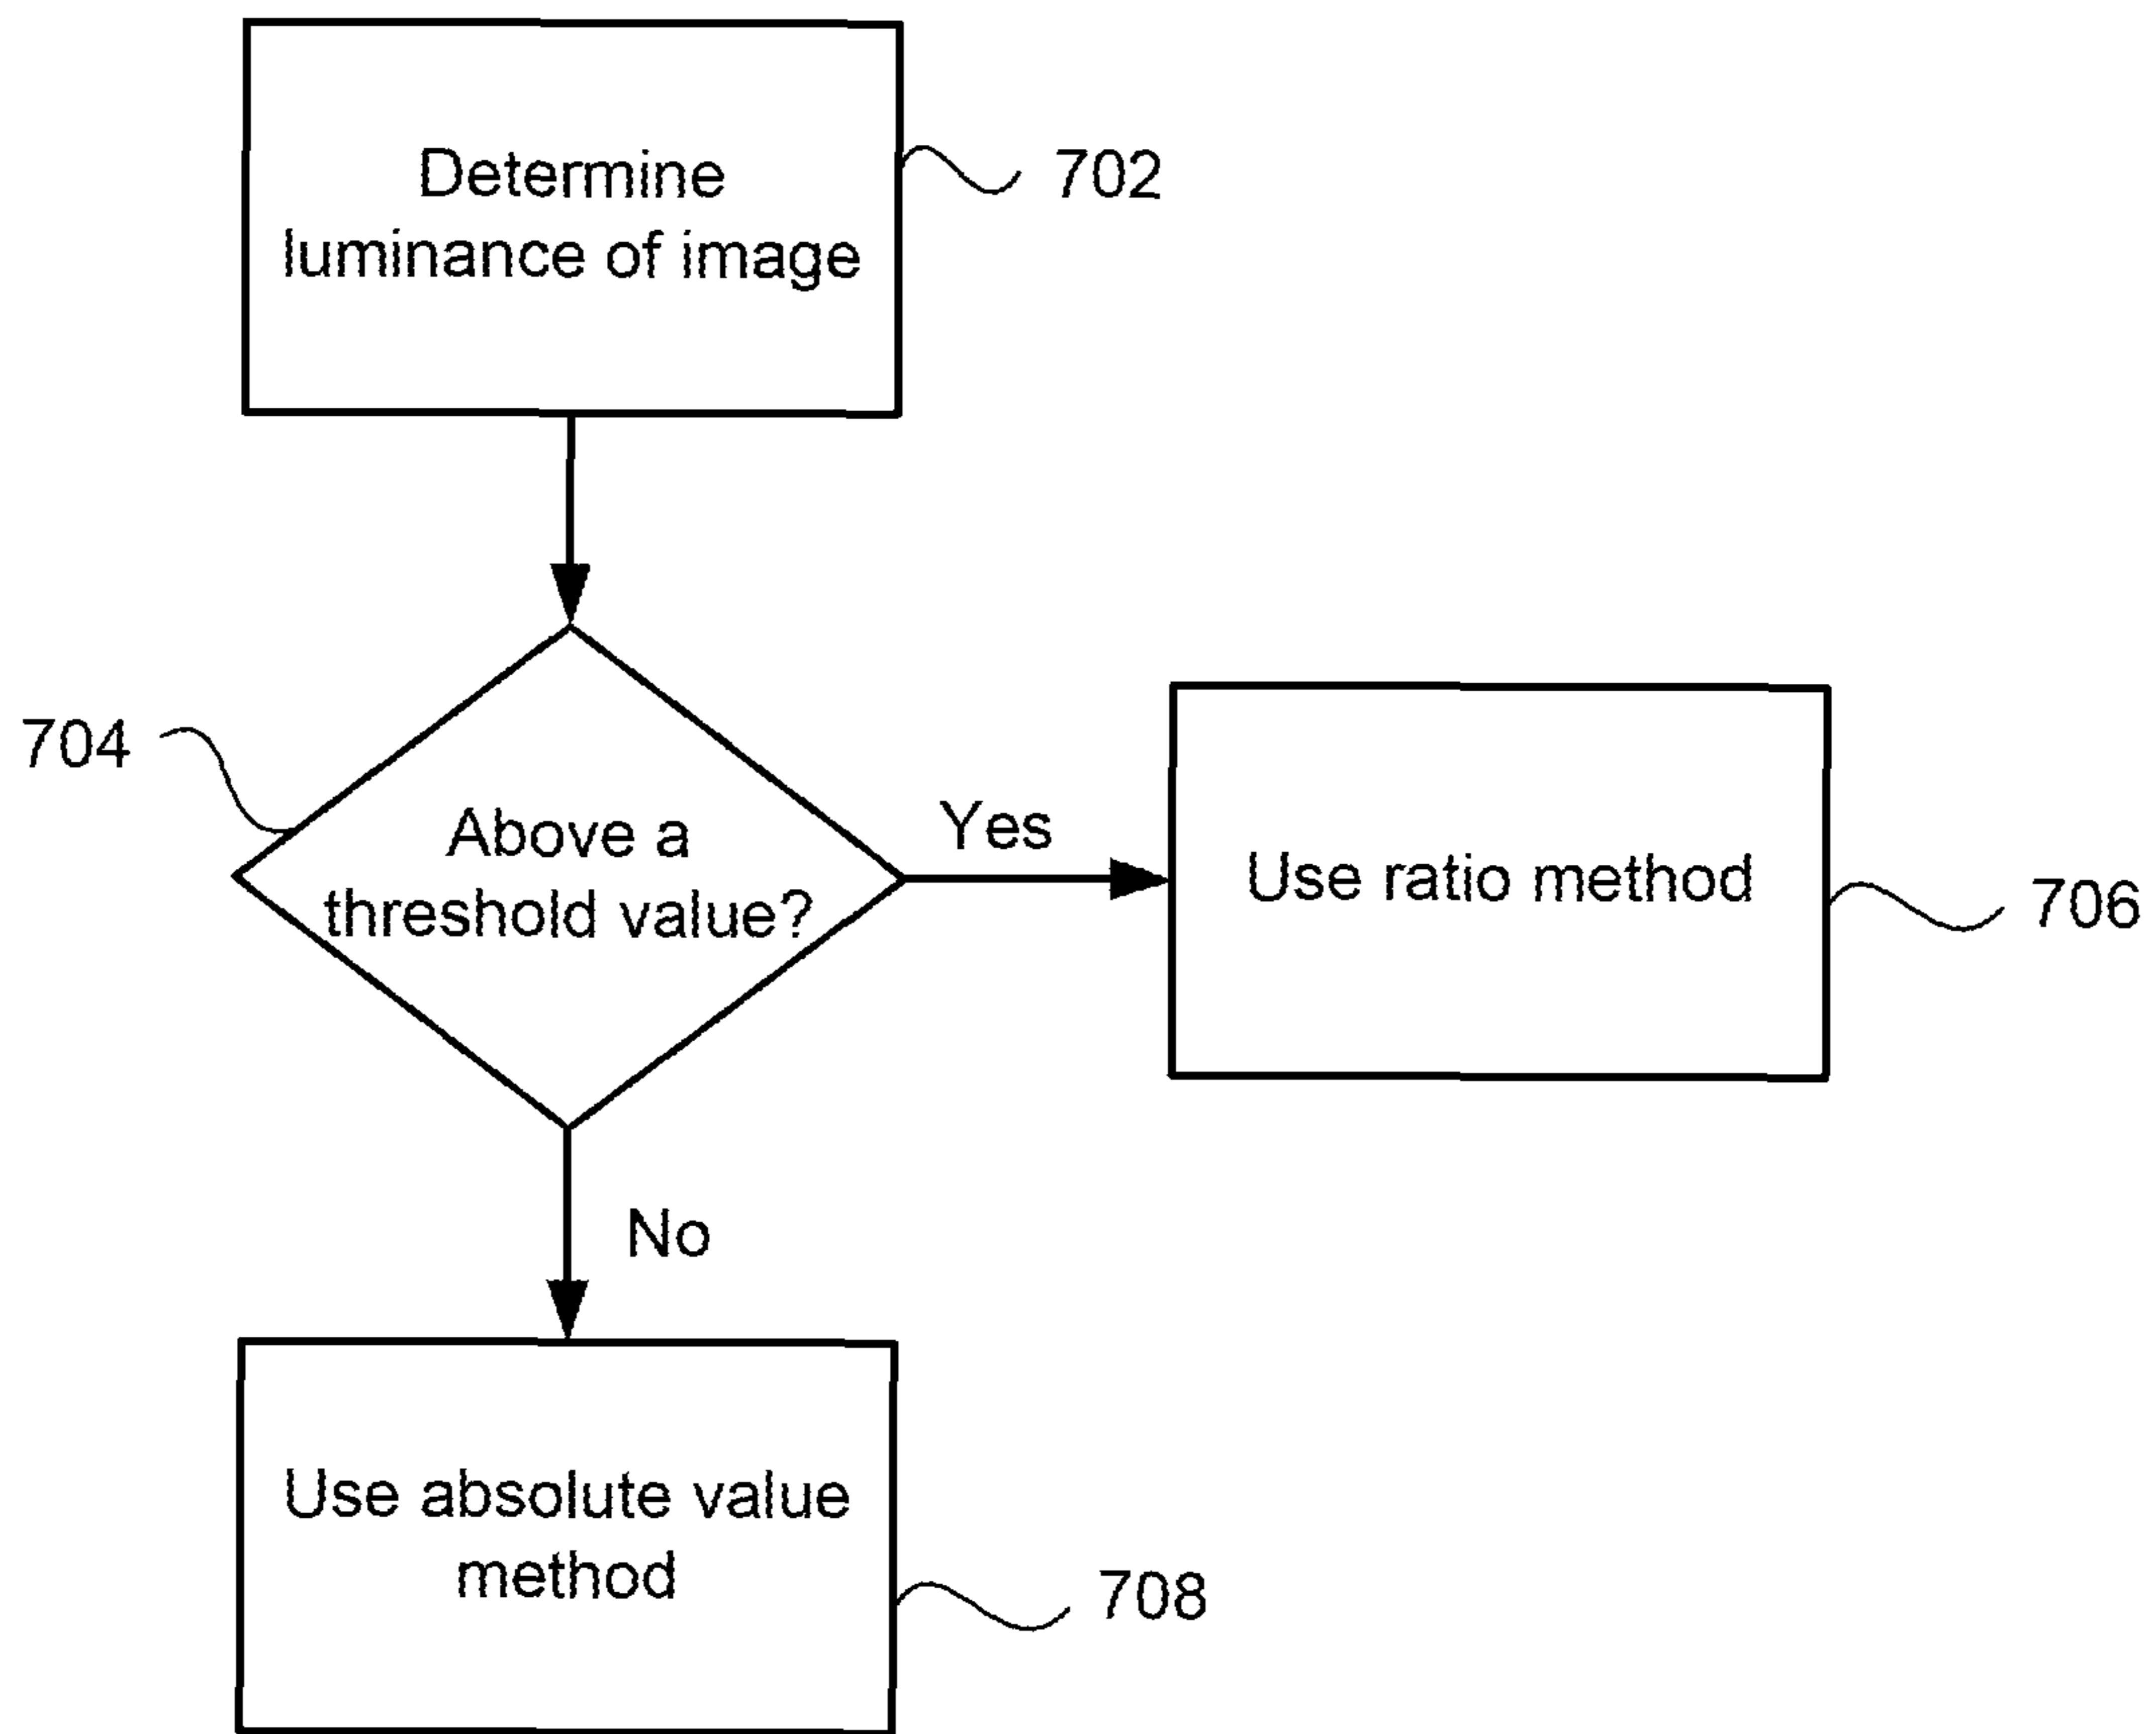 Determine
luminance of image
702
704
Above a
threshold value?
Yes
Use ratio method
706
No
Use absolute value
method
708